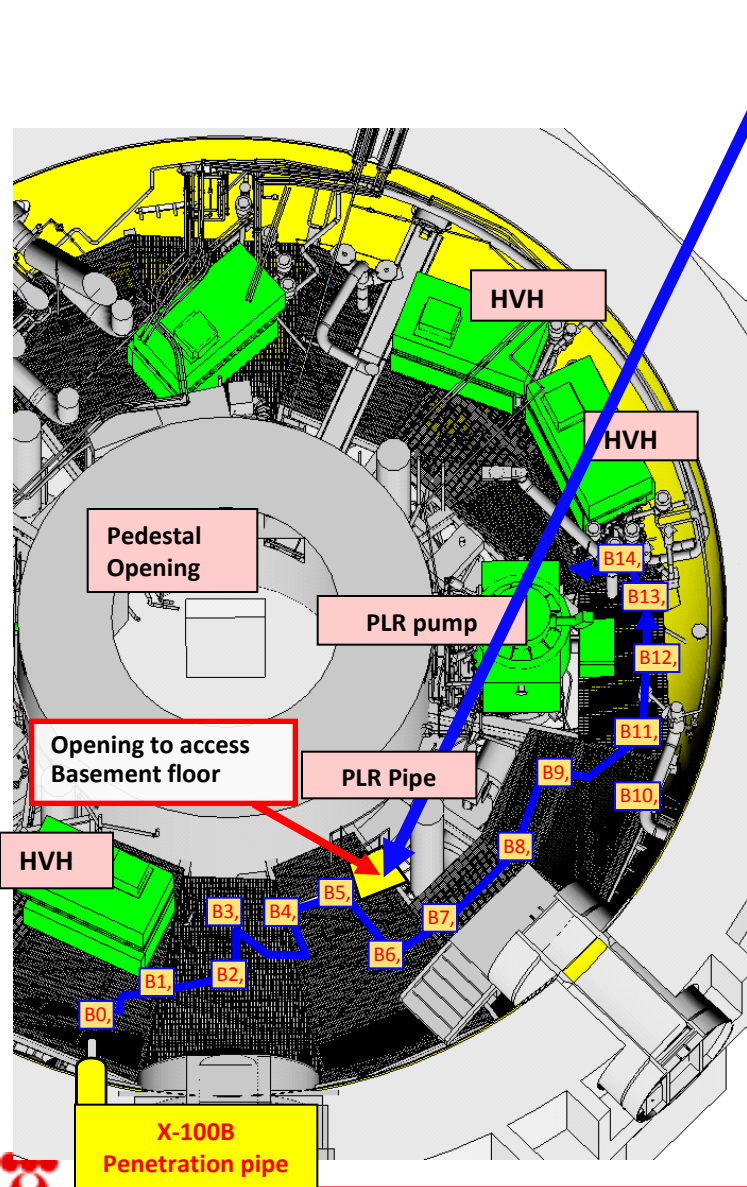 HVH
HVH
Pedestal
Opening
B14,
B13,
PLR pump
B12,
Opening to access
Basement floor
B11,
PLR Pipe
B9,
B10,
HVH
B8,
B5,
B3,
B4,
B7,
B6,
B2,
B1,
B0,
X-100B
Penetration pipe